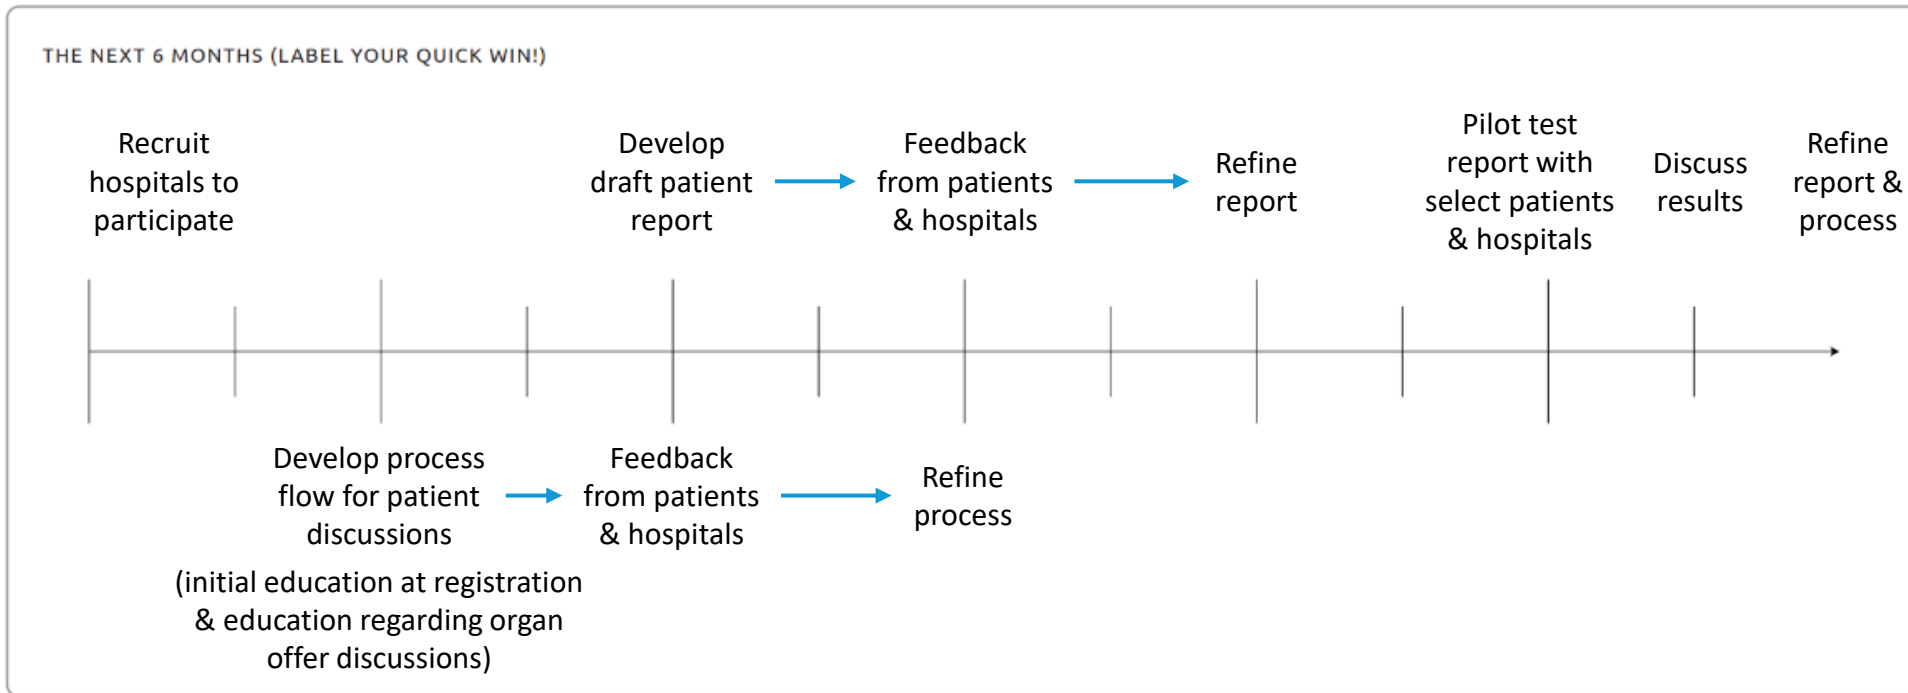 THE NEXT 6 MONTHS (LABEL YOUR QUICK WIN!)
Recruit
hospitals to
participate
Develop
draft patient
report
Feedback
from patients
& hospitals
Refine
report
Pilot test
report with
select patients
& hospitals
Discuss
results
Refine
report &
process
Develop process
flow for patient
discussions
(initial education at registration
& education regarding organ
offer discussions)
Feedback
from patients
& hospitals
Refine
process